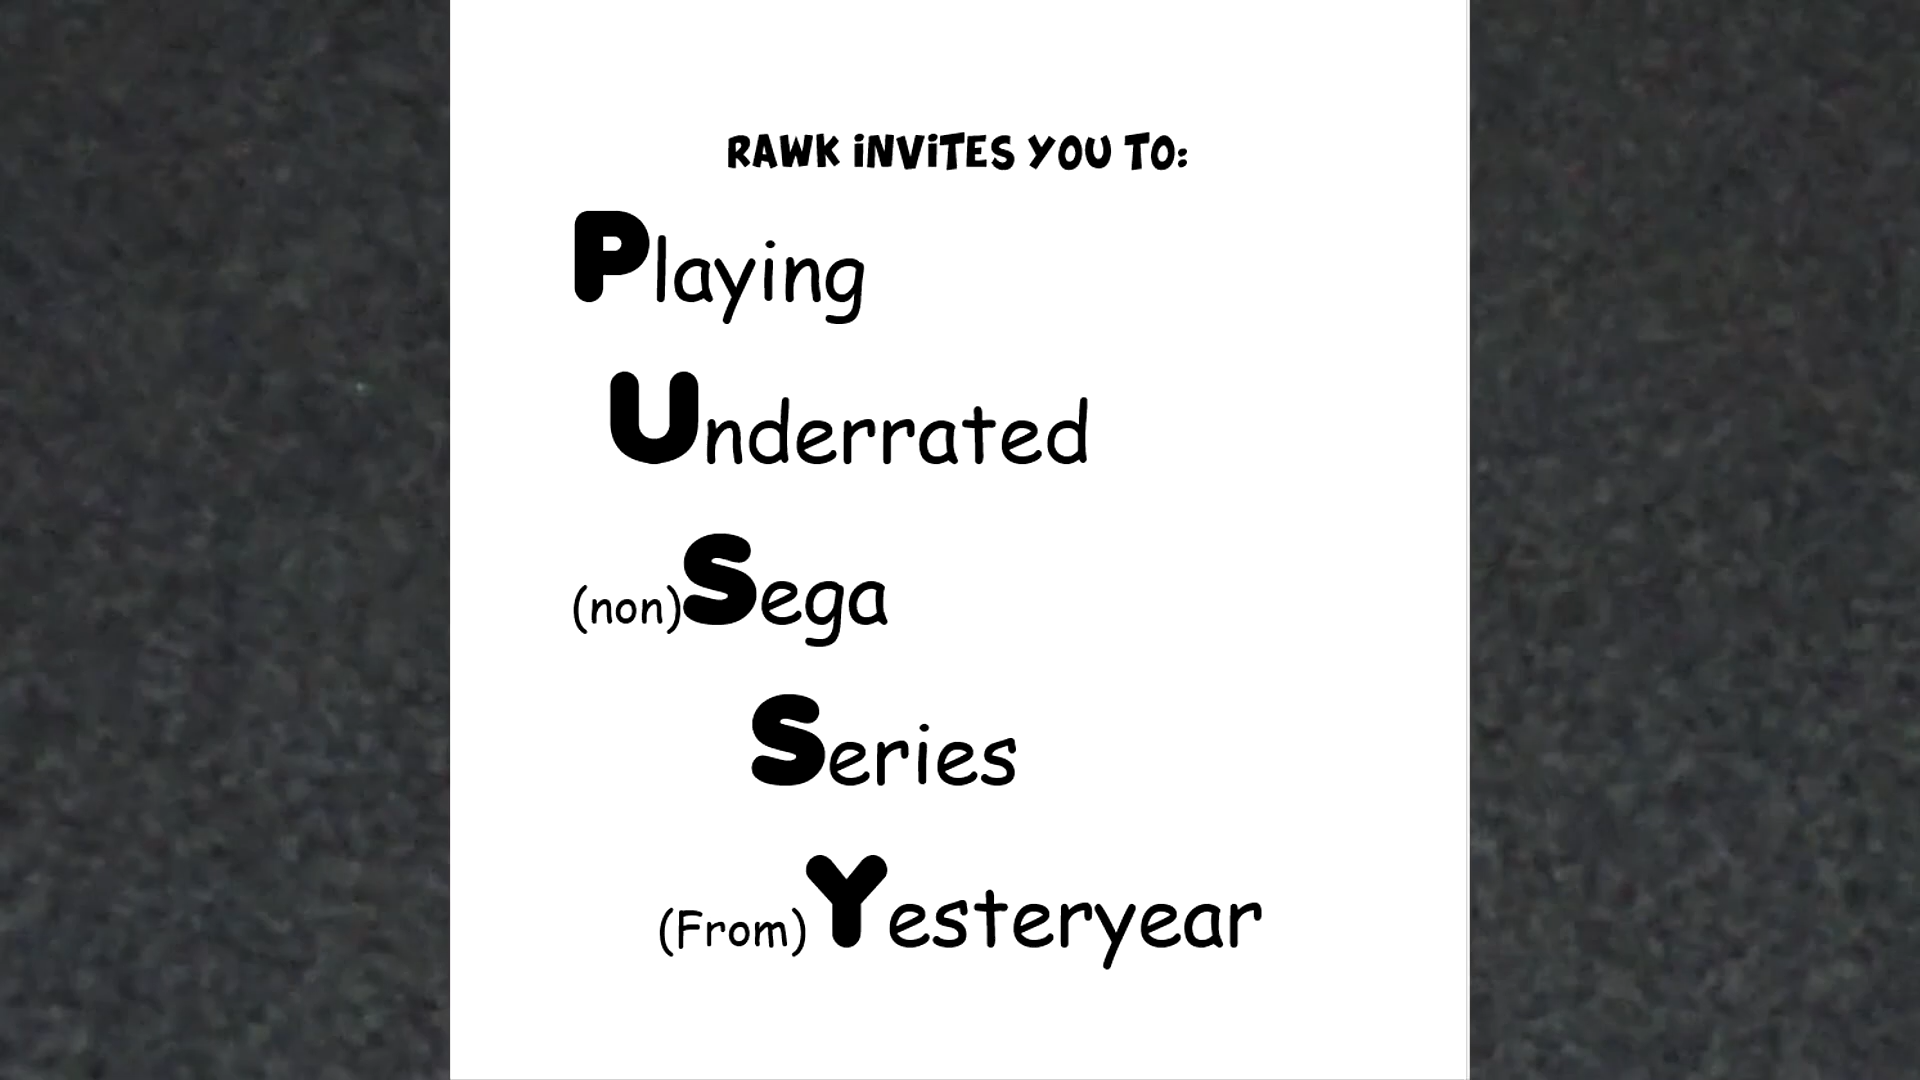 RAWK iNViTES YOU TO:
Playing
Underrated
(non)Sega
Series
(From)Yesteryear